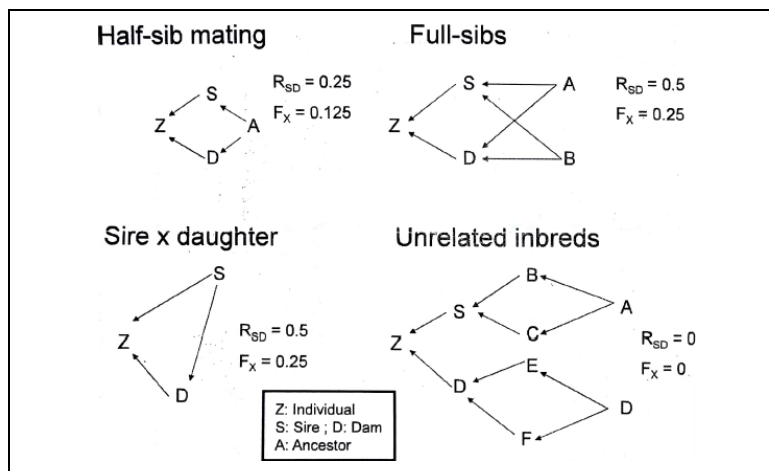 Half-sib mating
S
Z
A
D
R_SD = 0.25
F_X = 0.125
Full-sibs
S
A
Z
D
B
R_SD = 0.5
F_X = 0.25
Sire x daughter
S
Z
D
R_SD = 0.5
F_X = 0.25
Unrelated inbreds
B
S
A
C
Z
E
D
D
F
R_SD = 0
F_X = 0
Z: Individual
S: Sire ; D: Dam
A: Ancestor